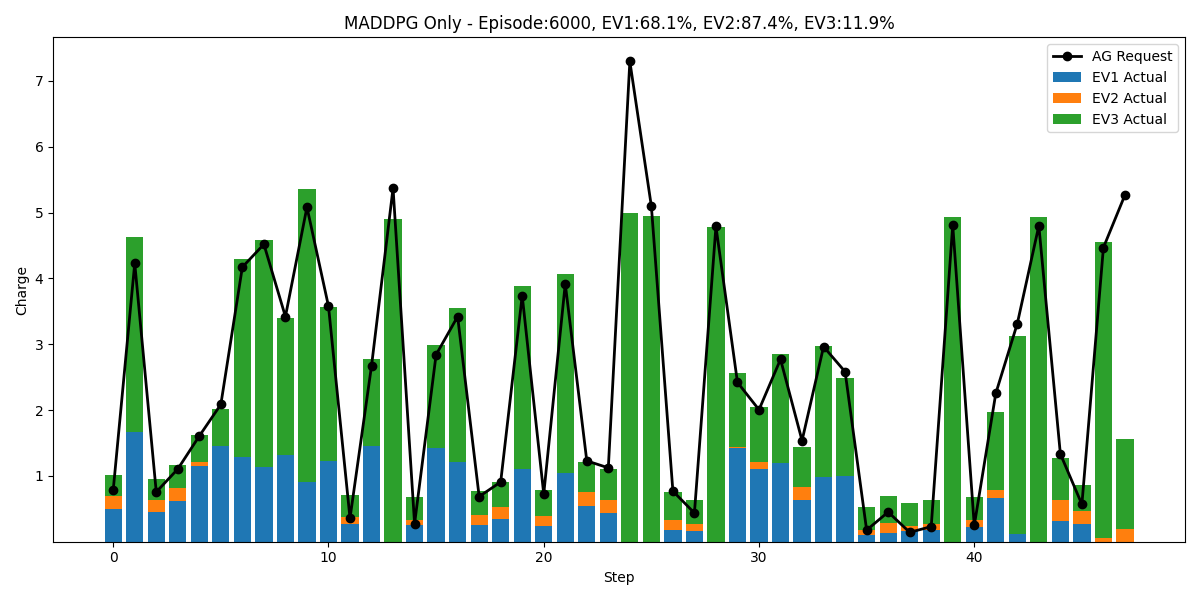 MADDPG Only - Episode:6000, EV1:68.1%, EV2:87.4%, EV3:11.9%
AG Request
EV1 Actual
EV2 Actual
EV3 Actual
Charge
7
6
5
4
3
2
1
0 10 20 30 40
Step